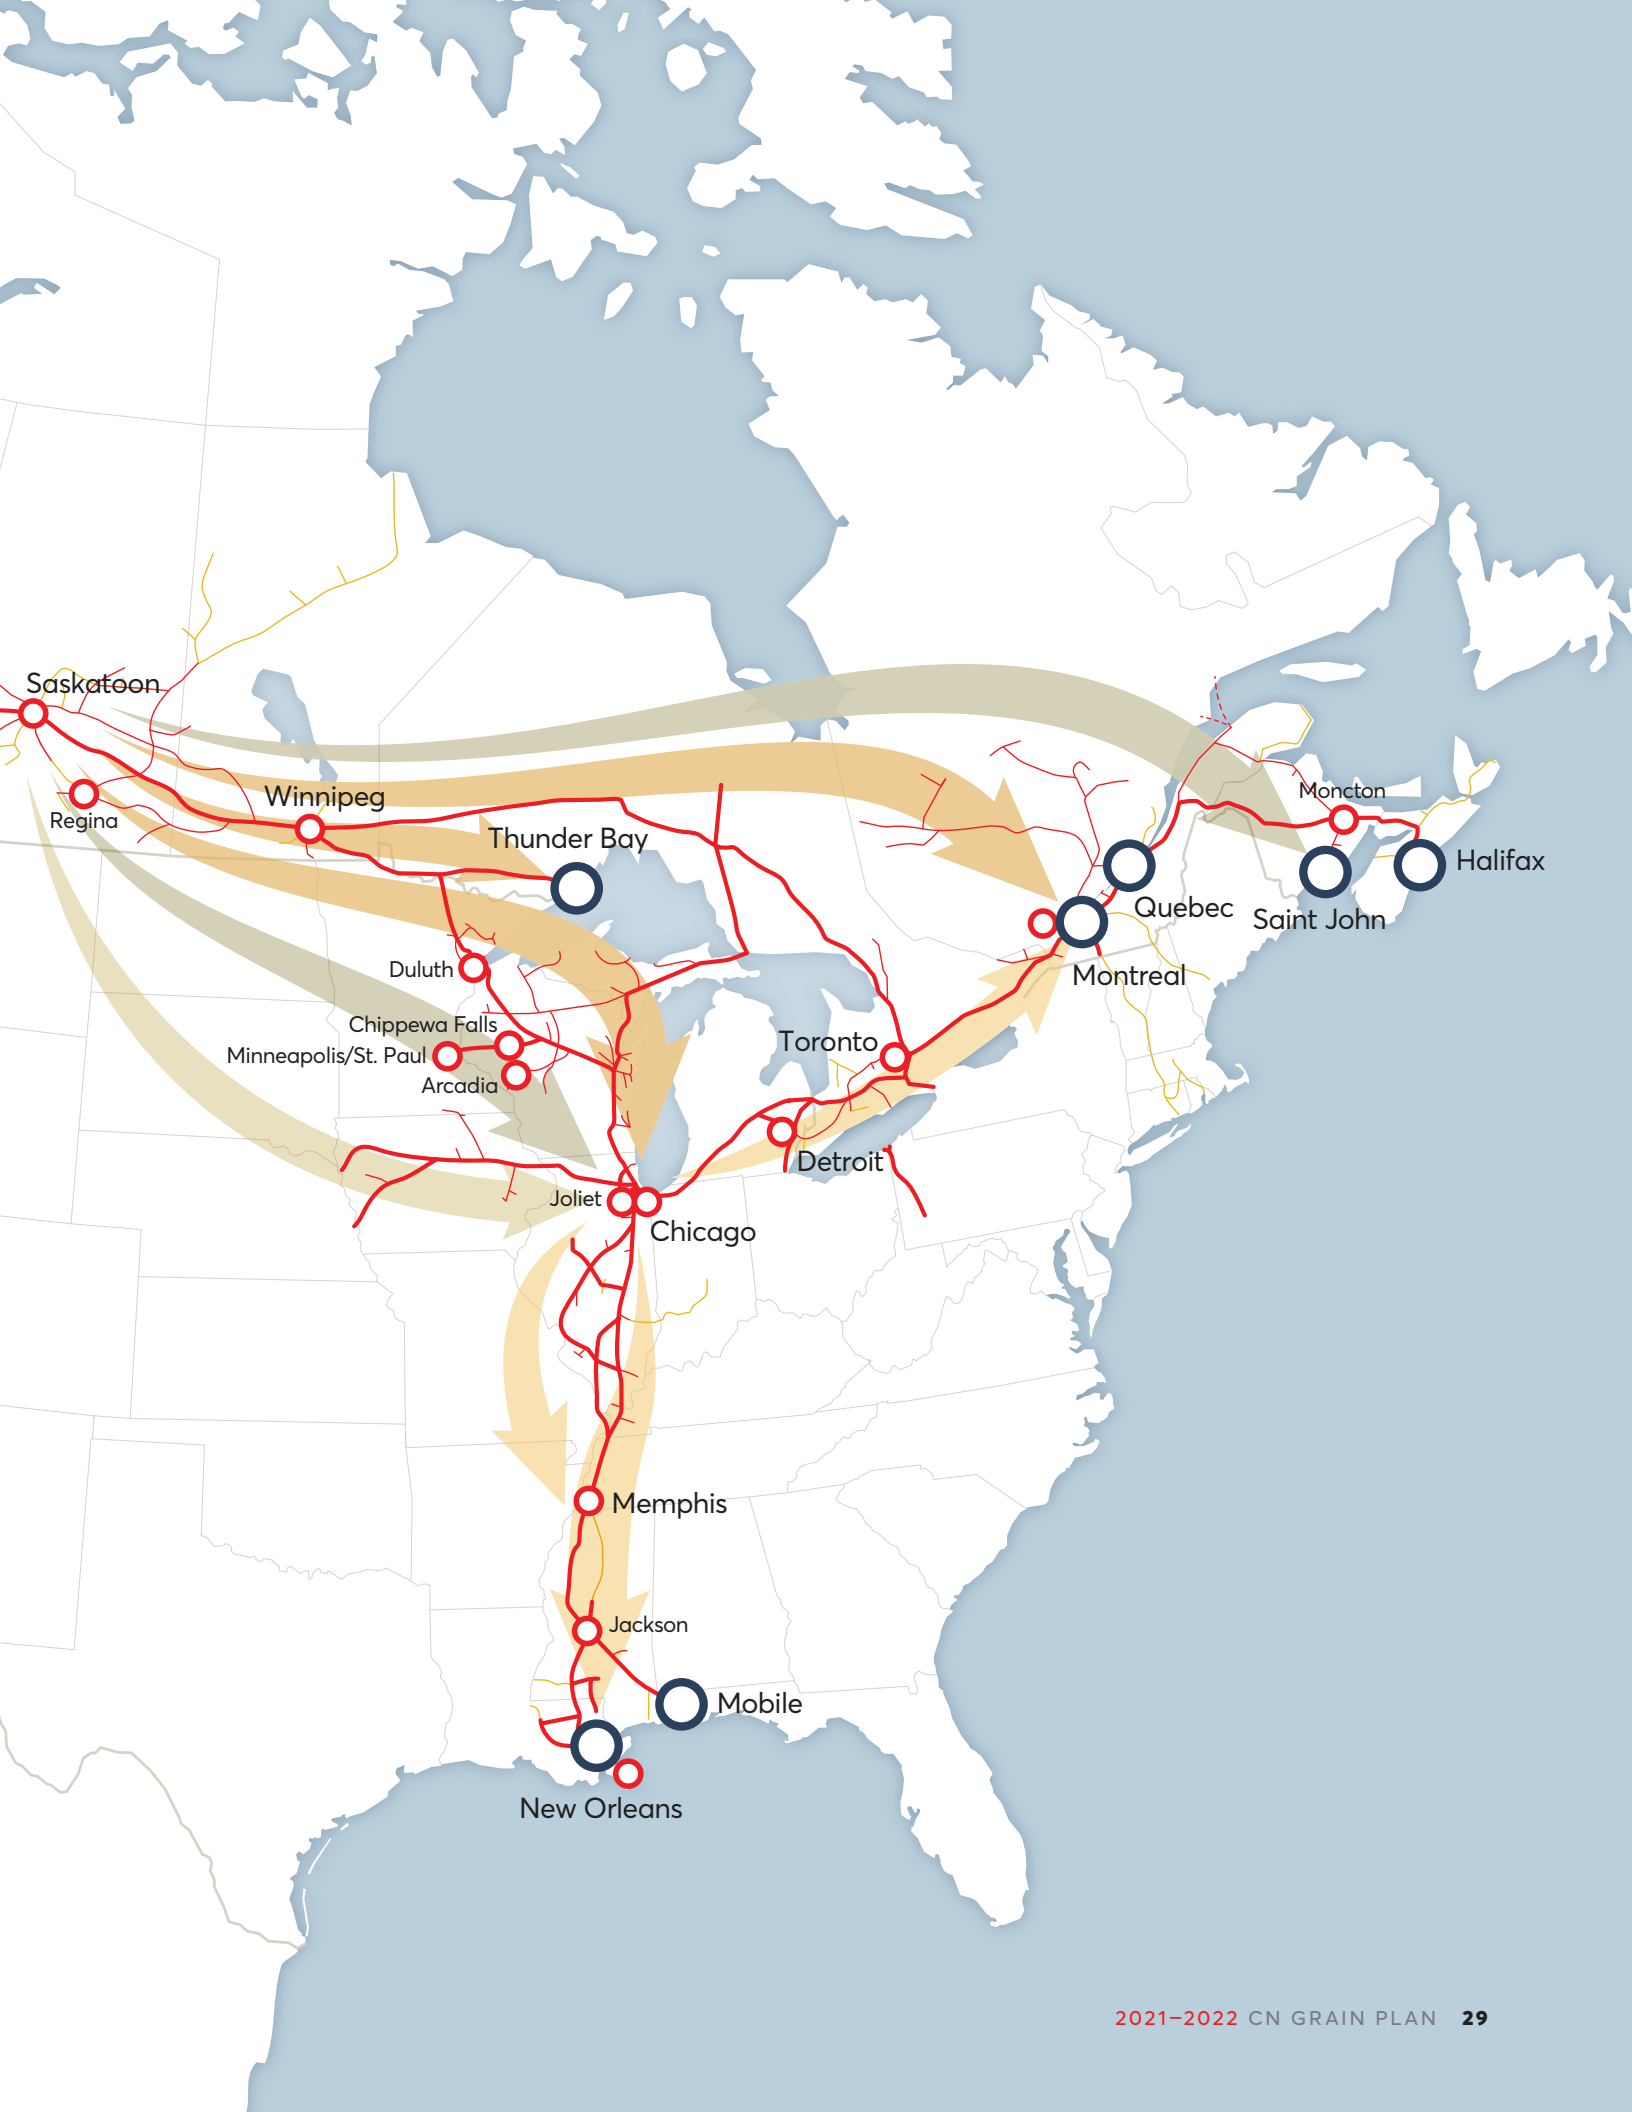 Saskatoon
Regina
Winnipeg
Thunder Bay
Moncton
Halifax
Quebec
Saint John
Montreal
Duluth
Chippewa Falls
Minneapolis/St. Paul
Arcadia
Toronto
Detroit
Joliet
Chicago
Memphis
Jackson
Mobile
New Orleans
2021–2022 CN GRAIN PLAN 29